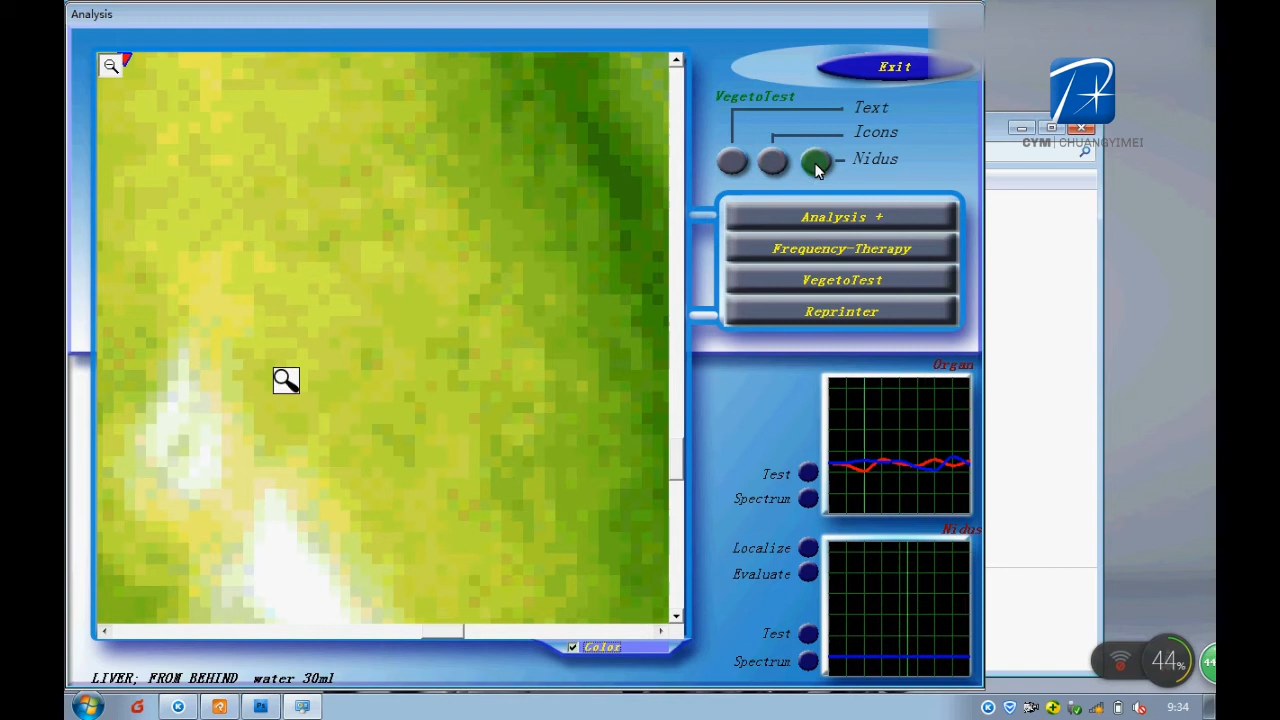 Analysis
Exit
VegetoTest
Text
Icons
Nidus
Analysis +
Frequency-Therapy
VegetoTest
Reprinter
CYM | CHUANGYIMEI
Organ
Test
Spectrum
Nidus
Localize
Evaluate
Test
Spectrum
Color
LIVER; FROM BEHIND water 30ml
44%
44
9:34